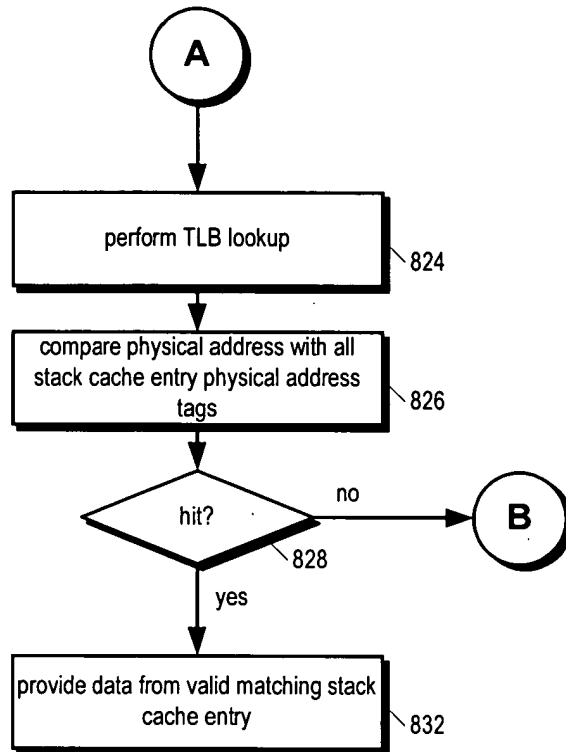 A
perform TLB lookup
824
compare physical address with all
stack cache entry physical address
tags
826
hit?
no
B
828
yes
provide data from valid matching stack
cache entry
832